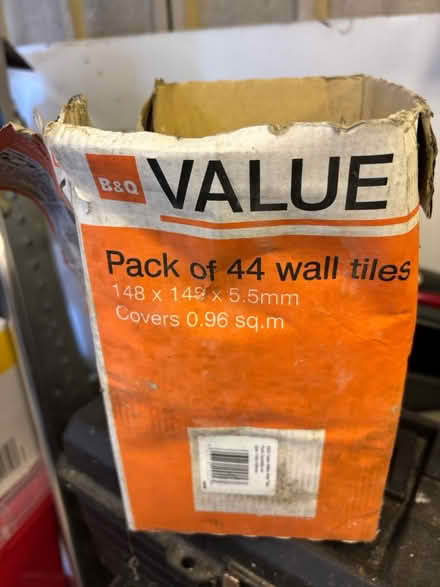 B&Q VALUE
Pack of 44 wall tiles
148 x 148 x 5.5mm
Covers 0.96 sq.m